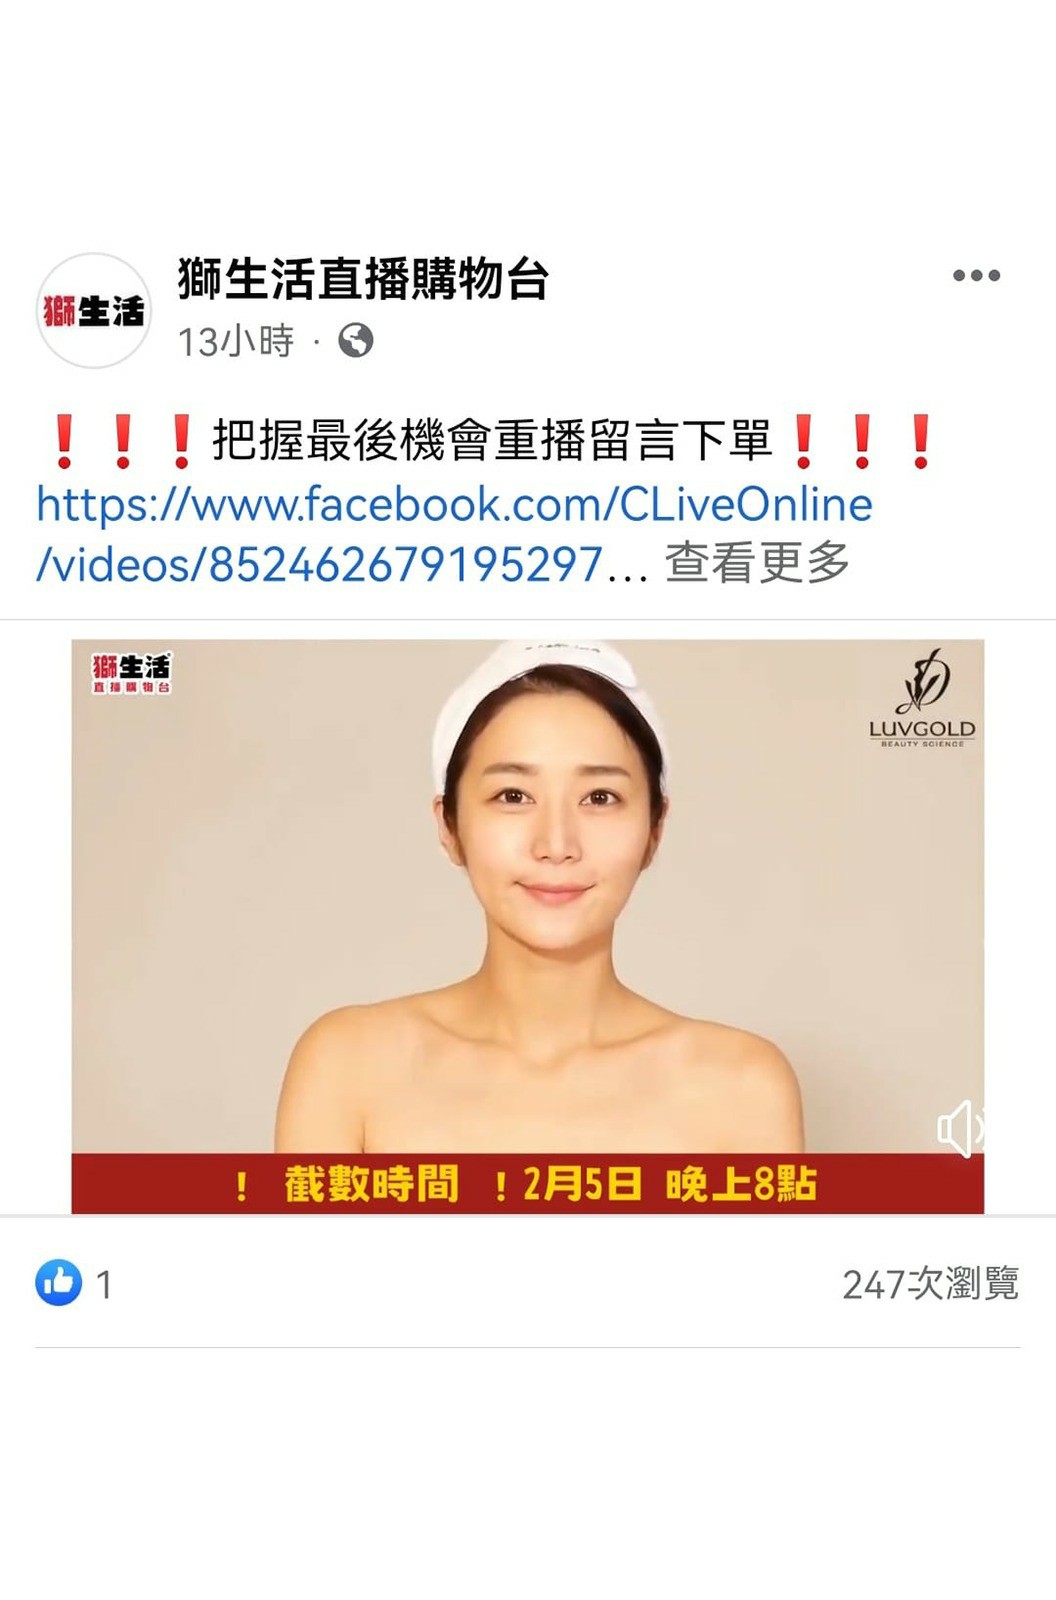 獅生活直播購物台
獅生活
13小時 ·
❗❗❗把握最後機會重播留言下單❗❗❗
https://www.facebook.com/CLiveOnline
/videos/852462679195297... 查看更多
獅生活
直播購物台
LUVGOLD
BEAUTY SCIENCE
！ 截數時間 ！2月5日 晚上8點
1
247次瀏覽